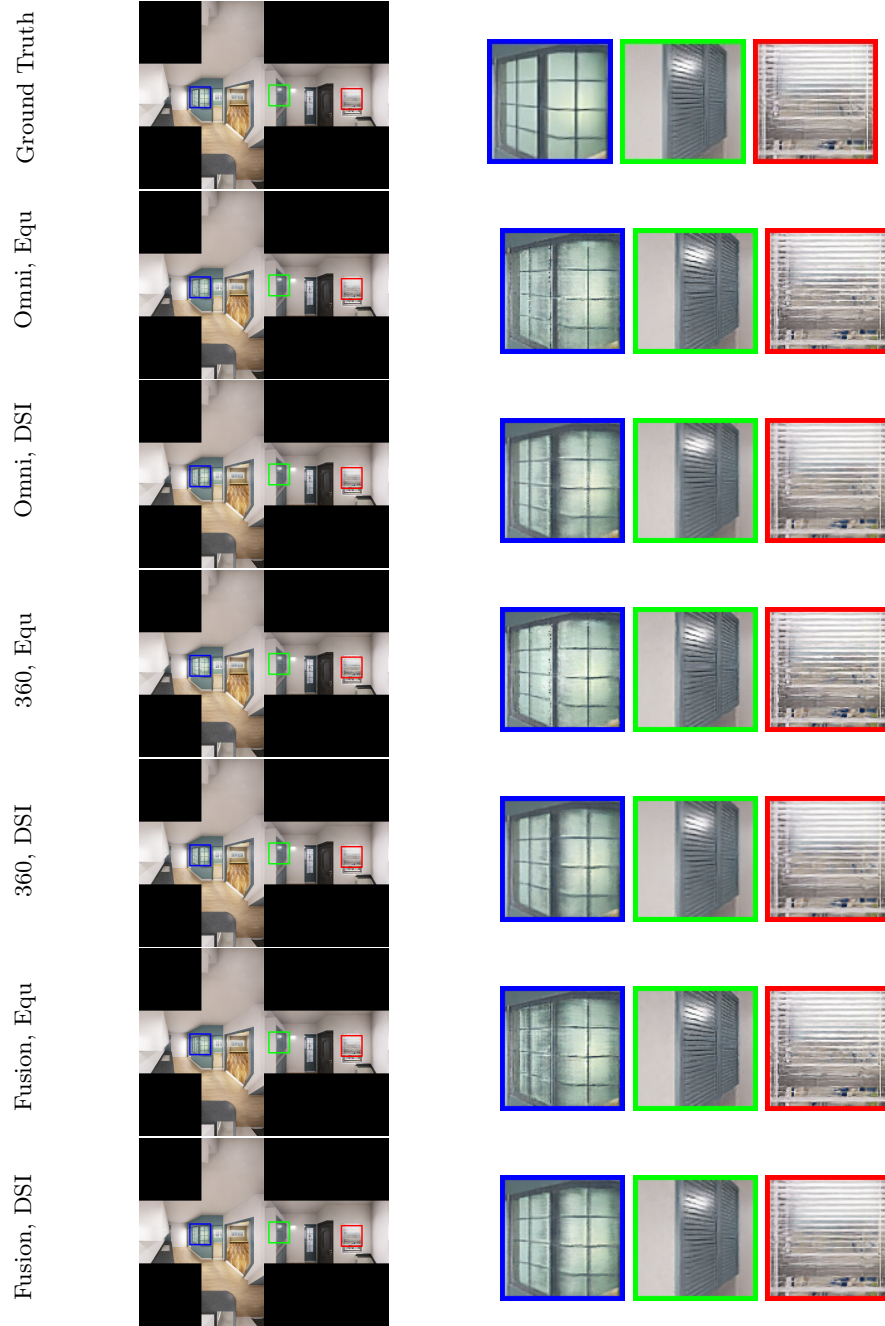 Ground Truth
Omni, Equ
Omni, DSI
360, Equ
360, DSI
Fusion, Equ
Fusion, DSI